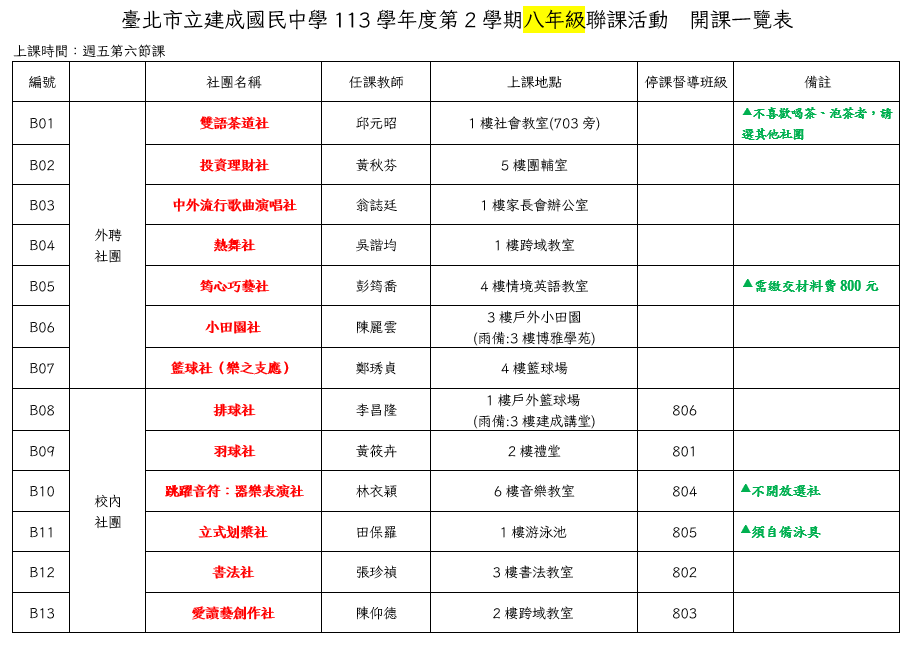 臺北市立建成國民中學 113 學年度第 2 學期八年級聯課活動　開課一覽表
上課時間：週五第六節課
編號 社團名稱 任課教師 上課地點 停課督導班級 備註
B01 雙語茶道社 邱元昭 1 樓社會教室(703 旁) ▲不喜歡喝茶、泡茶者，請
選其他社團
B02 投資理財社 黃秋芬 5 樓團輔室
B03 中外流行歌曲演唱社 翁誌廷 1 樓家長會辦公室
外聘
社團
B04 熱舞社 吳諧均 1 樓跨域教室
B05 筠心巧藝社 彭筠喬 4 樓情境英語教室 ▲需繳交材料費 800 元
B06 小田園社 陳麗雲 3 樓戶外小田園
(雨備:3 樓博雅學苑)
B07 籃球社（樂之支應） 鄭琇貞 4 樓籃球場
B08 排球社 李昌隆 1 樓戶外籃球場
(雨備:3 樓建成講堂) 806
B09 羽球社 黃筱卉 2 樓禮堂 801
校內
社團
B10 跳躍音符：器樂表演社 林衣穎 6 樓音樂教室 804 ▲不開放選社
B11 立式划槳社 田保羅 1 樓游泳池 805 ▲須自備泳具
B12 書法社 張珍禎 3 樓書法教室 802
B13 愛讀藝創作社 陳仰德 2 樓跨域教室 803